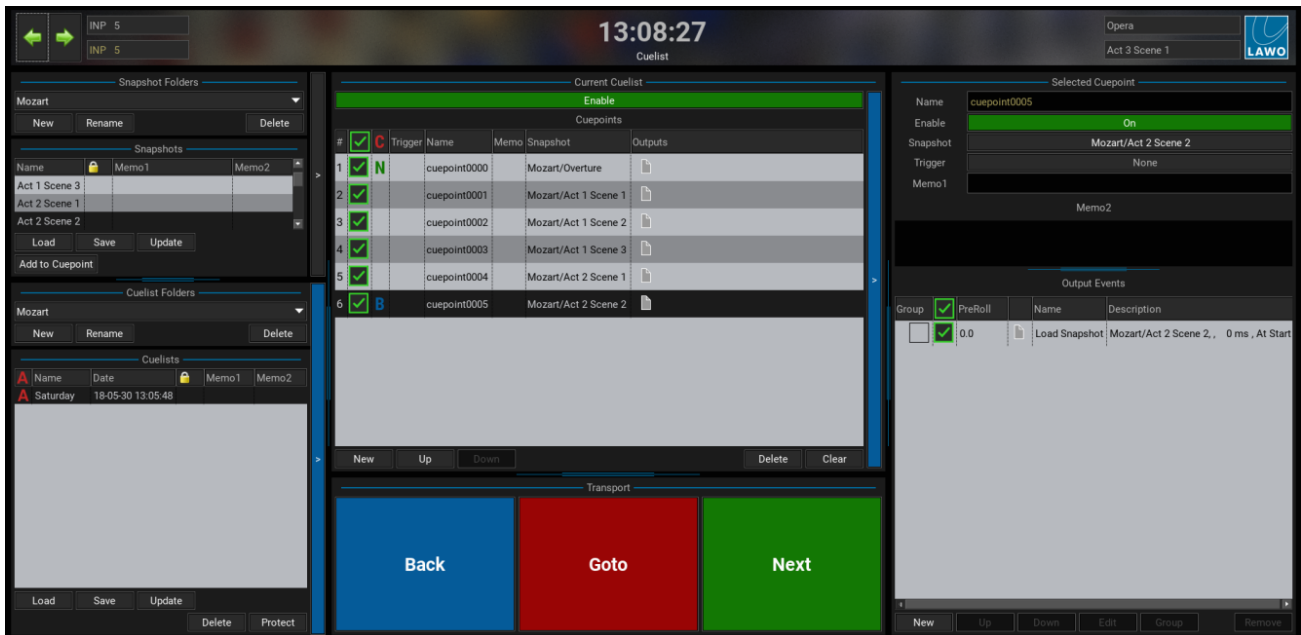 INP 5
INP 5
13:08:27
Cuelist
Opera
Act 3 Scene 1
LAWO
Snapshot Folders
Mozart
New Rename Delete
Snapshots
Name Memo1 Memo2
Act 1 Scene 3
Act 2 Scene 1
Act 2 Scene 2
Load Save Update
Add to Cuepoint
>
Cuelist Folders
Mozart
New Rename Delete
Cuelists
A Name Date Memo1 Memo2
A Saturday 18-05-30 13:05:48
>
Load Save Update
Delete Protect
Current Cuelist
Enable
Cuepoints
# C Trigger Name Memo Snapshot Outputs
1 N cuepoint0000 Mozart/Overture
2 cuepoint0001 Mozart/Act 1 Scene 1
3 cuepoint0002 Mozart/Act 1 Scene 2
4 cuepoint0003 Mozart/Act 1 Scene 3
5 cuepoint0004 Mozart/Act 2 Scene 1
6 B cuepoint0005 Mozart/Act 2 Scene 2
>
New Up Down Delete Clear
Transport
Back Goto Next
Selected Cuepoint
Name cuepoint0005
Enable On
Snapshot Mozart/Act 2 Scene 2
Trigger None
Memo1
Memo2
Output Events
Group PreRoll Name Description
0.0 Load Snapshot Mozart/Act 2 Scene 2, , 0 ms , At Start
New Up Down Edit Group Remove